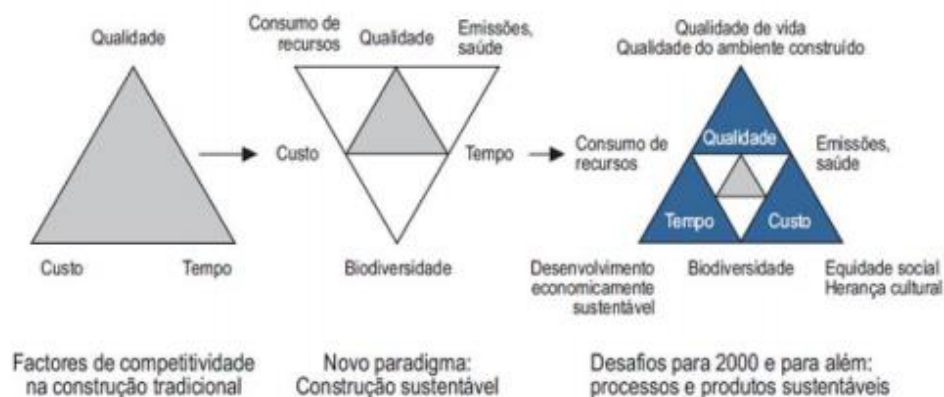 Qualidade
Custo
Tempo
Factores de competitividade
na construção tradicional
Consumo de
recursos
Qualidade
Emissões,
saúde
Custo
Tempo
Biodiversidade
Novo paradigma:
Construção sustentável
Qualidade de vida
Qualidade do ambiente construído
Consumo de
recursos
Qualidade
Emissões,
saúde
Tempo
Custo
Desenvolvimento
economicamente
sustentável
Biodiversidade
Equidade social
Herança cultural
Desafios para 2000 e para além:
processos e produtos sustentáveis